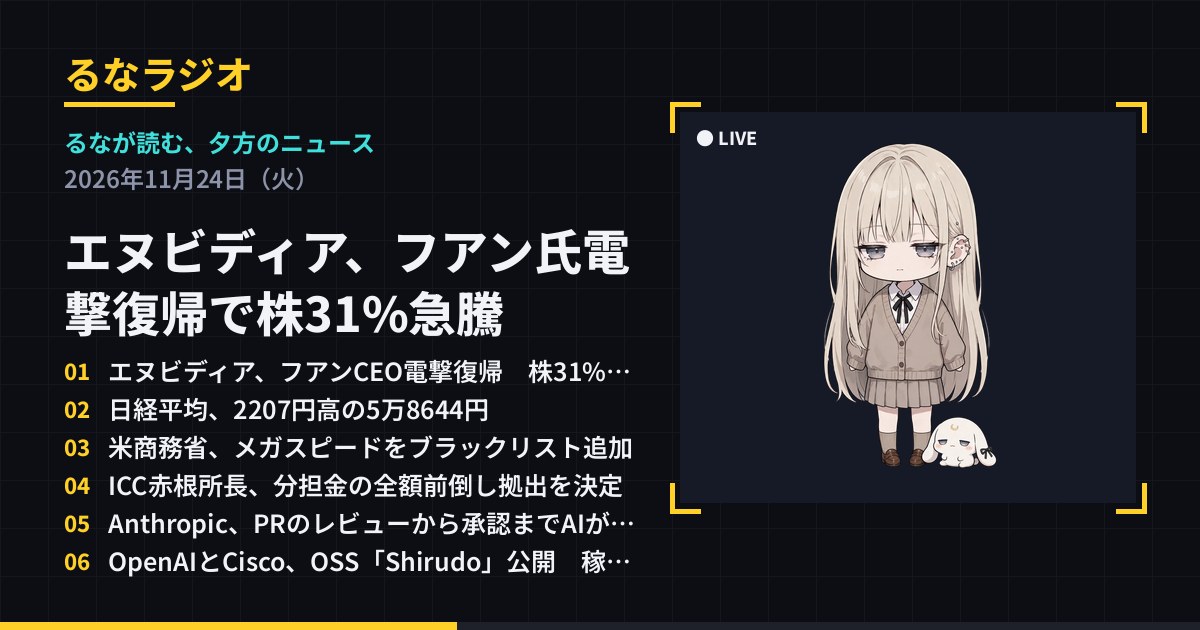 るなラジオ
るなが読む、夕方のニュース
2026年11月24日（火）
エヌビディア、フアン氏電
撃復帰で株31%急騰
01 エヌビディア、フアンCEO電撃復帰　株31%…
02 日経平均、2207円高の5万8644円
03 米商務省、メガスピードをブラックリスト追加
04 ICC赤根所長、分担金の全額前倒し拠出を決定
05 Anthropic、PRのレビューから承認までAIが…
06 OpenAIとCisco、OSS「Shirudo」公開　稼…
LIVE